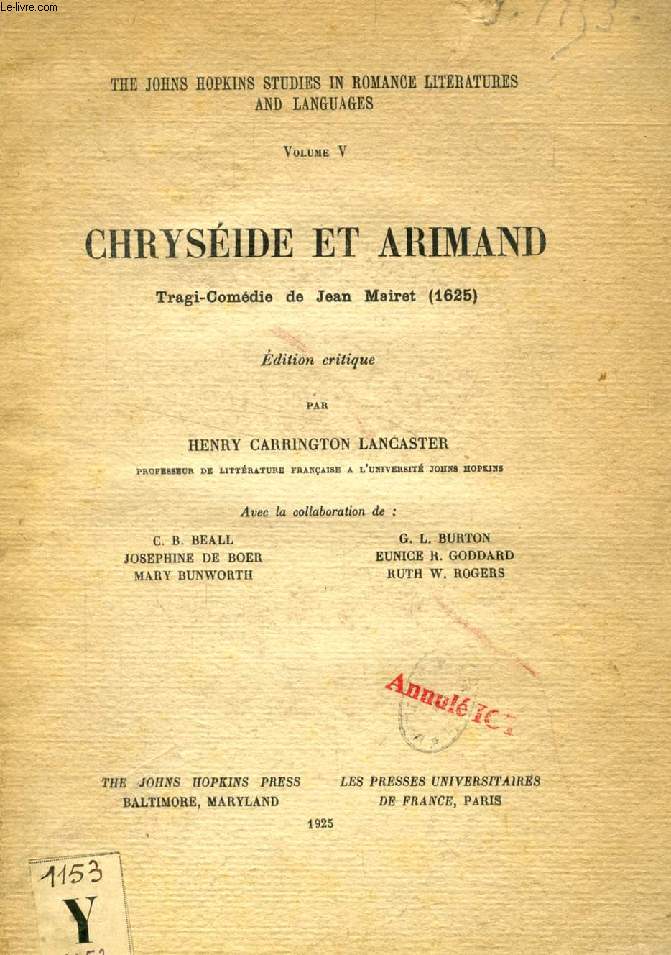 Le-livre.com
THE JOHNS HOPKINS STUDIES IN ROMANCE LITERATURES
AND LANGUAGES
VOLUME V
CHRYSÉIDE ET ARIMAND
Tragi-Comédie de Jean Mairet (1625)
Édition critique
PAR
HENRY CARRINGTON LANCASTER
PROFESSEUR DE LITTÉRATURE FRANÇAISE A L'UNIVERSITÉ JOHNS HOPKINS
Avec la collaboration de :
C. B. BEALL
JOSEPHINE DE BOER
MARY BUNWORTH
G. L. BURTON
EUNICE R. GODDARD
RUTH W. ROGERS
Annulé ICT
THE JOHNS HOPKINS PRESS
BALTIMORE, MARYLAND
LES PRESSES UNIVERSITAIRES
DE FRANCE, PARIS
1925
1153
Y